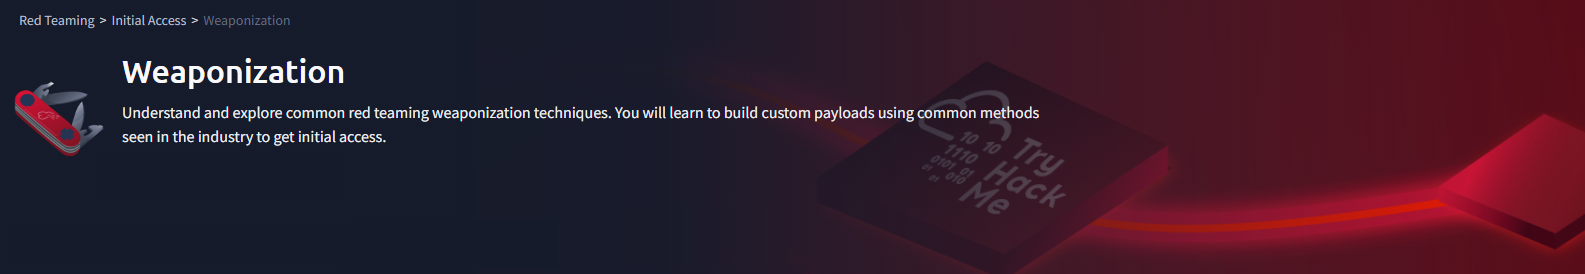 Red Teaming > Initial Access > Weaponization
Weaponization
Understand and explore common red teaming weaponization techniques. You will learn to build custom payloads using common methods
seen in the industry to get initial access.
10 10
1110
0101 01
01 010
Try
Hack
Me